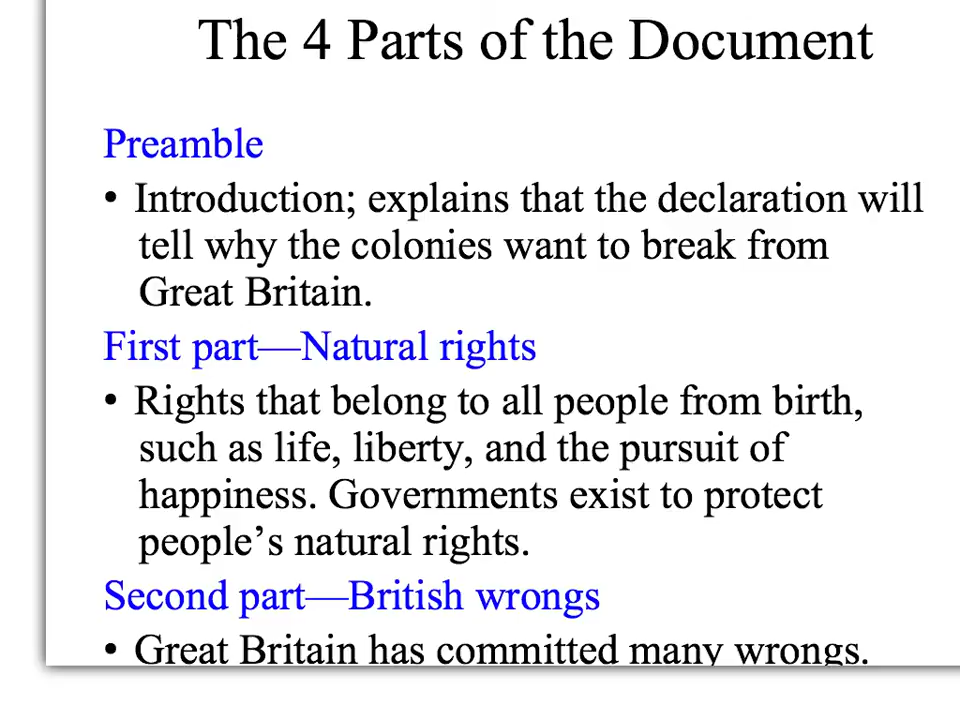 The 4 Parts of the Document
Preamble
• Introduction; explains that the declaration will
tell why the colonies want to break from
Great Britain.
First part—Natural rights
• Rights that belong to all people from birth,
such as life, liberty, and the pursuit of
happiness. Governments exist to protect
people’s natural rights.
Second part—British wrongs
• Great Britain has committed many wrongs.